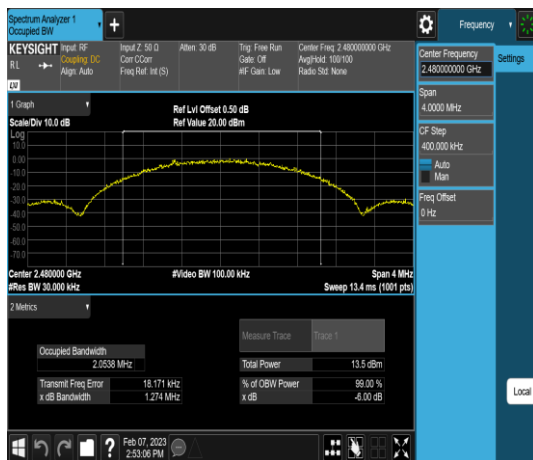 Spectrum Analyzer 1
Occupied BW
+
Frequency
KEYSIGHT Input: RF Input Z: 50 Ω Atten: 30 dB Trig: Free Run Center Freq: 2.480000000 GHz
RL Coupling: DC Corr CCorr Gate: Off Avg|Hold: 100/100
Align: Auto Freq Ref: Int (S) #IF Gain: Low Radio Std: None
LXI
Center Frequency
2.480000000 GHz
Settings
Span
4.0000 MHz
CF Step
400.000 kHz
Auto
Man
Freq Offset
0 Hz
1 Graph
Ref Lvl Offset 0.50 dB
Scale/Div 10.0 dB Ref Value 20.00 dBm
Log
10.0
0.00
-10.0
-20.0
-30.0
-40.0
-50.0
-60.0
-70.0
Center 2.480000 GHz #Video BW 100.00 kHz Span 4 MHz
#Res BW 30.000 kHz Sweep 13.4 ms (1001 pts)
2 Metrics
Measure Trace Trace 1
Occupied Bandwidth
2.0538 MHz Total Power 13.5 dBm
Transmit Freq Error 18.171 kHz % of OBW Power 99.00 %
x dB Bandwidth 1.274 MHz x dB -6.00 dB
Local
? Feb 07, 2023
2:53:06 PM